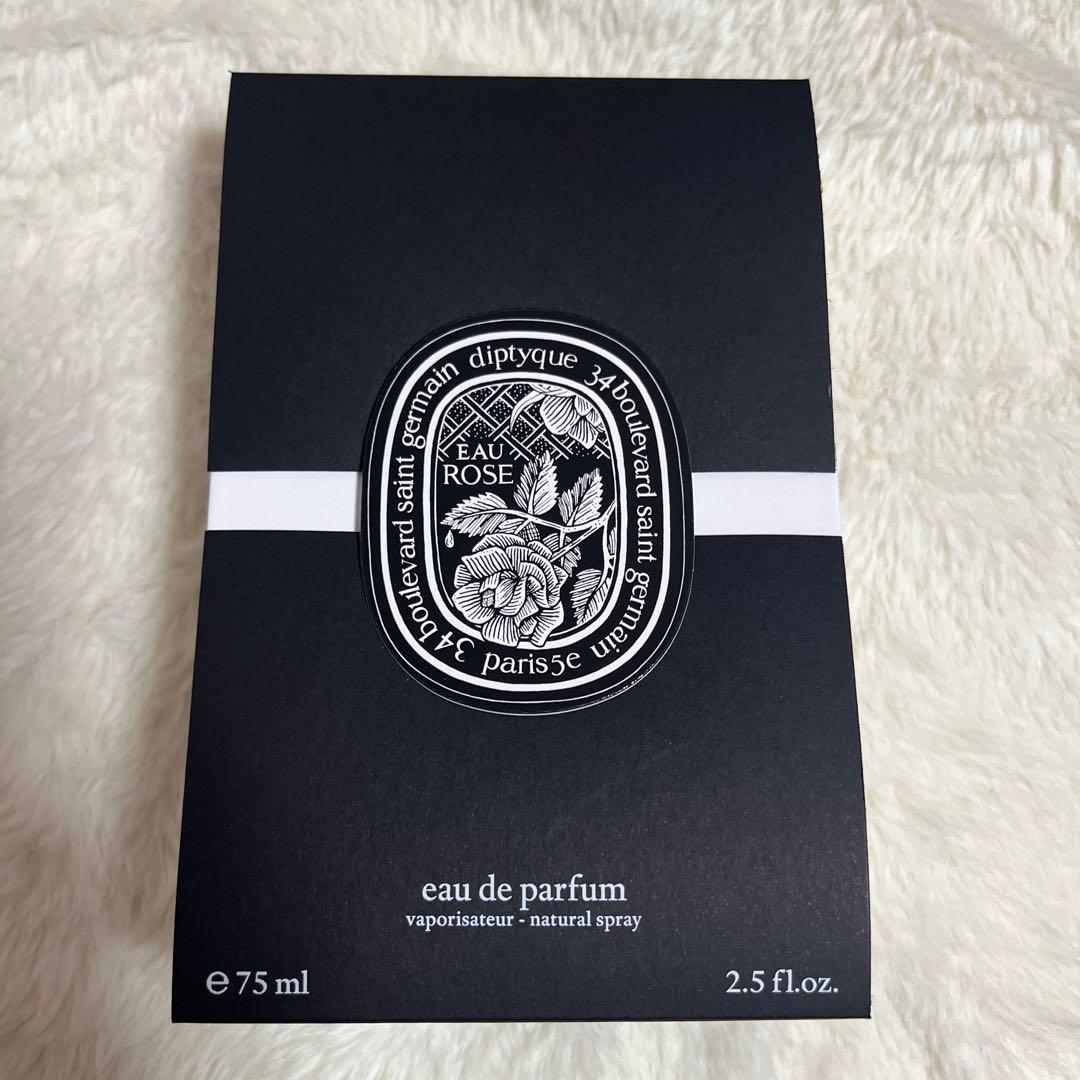 34 boulevard saint germain diptyque 34 boulevard saint germain paris 5e
EAU
ROSE
eau de parfum
vaporisateur - natural spray
e 75 ml
2.5 fl.oz.